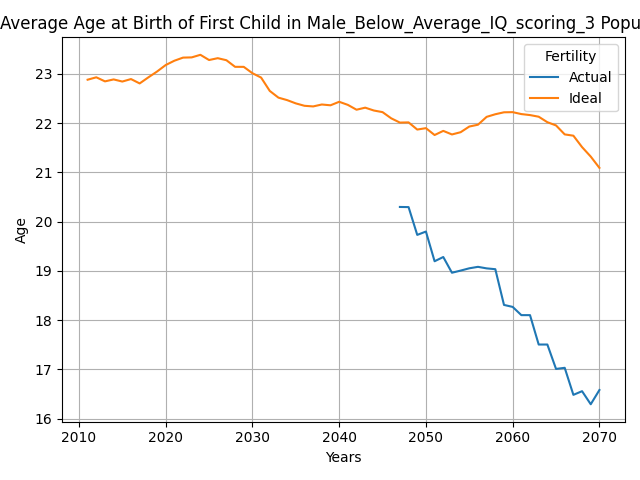 Average Age at Birth of First Child in Male_Below_Average_IQ_scoring_3 Popu
Fertility
Actual
Ideal
23
22
21
20
19
18
17
16
Age
2010 2020 2030 2040 2050 2060 2070
Years